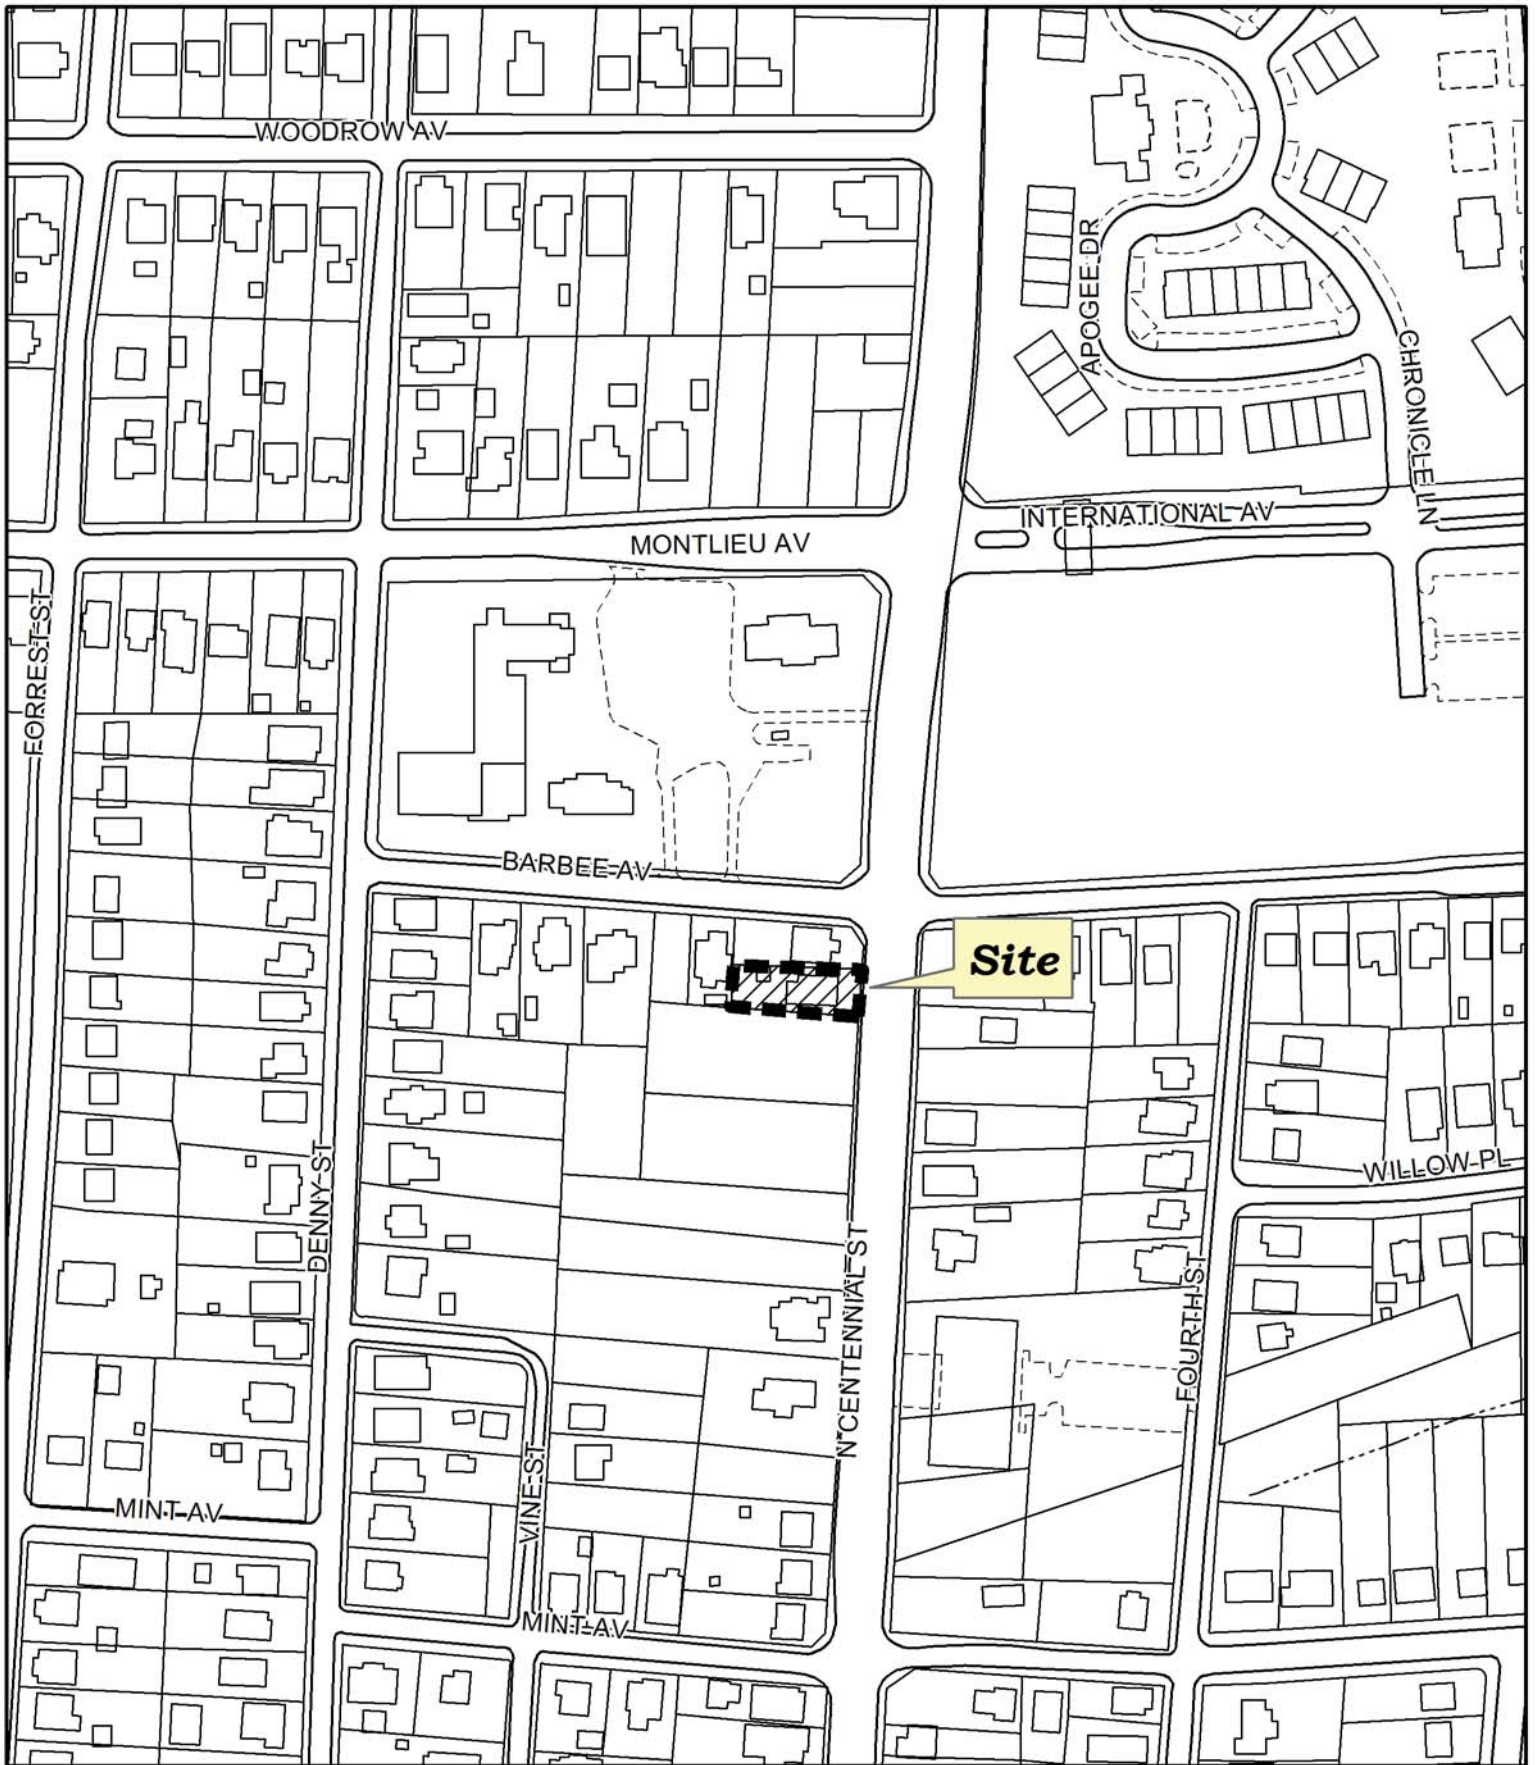 WOODROW AV
APOGEE DR
CHRONICLE LN
INTERNATIONAL AV
MONTLIEU AV
FORREST ST
BARBEE AV
Site
WILLOW PL
DENNY ST
N CENTENNIAL ST
FOURTH ST
VINE ST
MINT AV
MINT AV